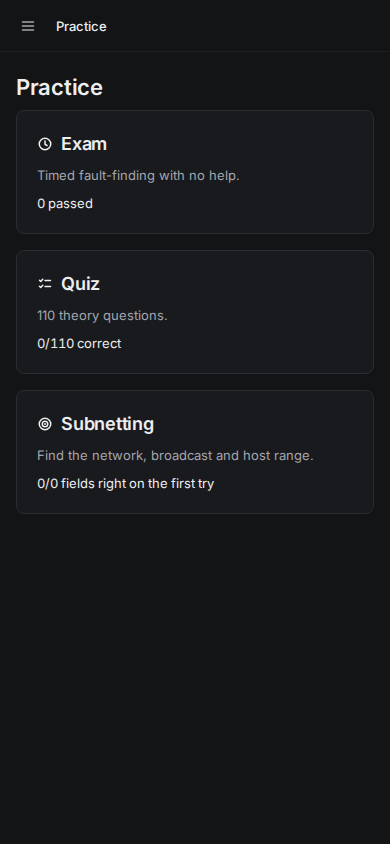 Practice
Practice
Exam
Timed fault-finding with no help.
0 passed
Quiz
110 theory questions.
0/110 correct
Subnetting
Find the network, broadcast and host range.
0/0 fields right on the first try